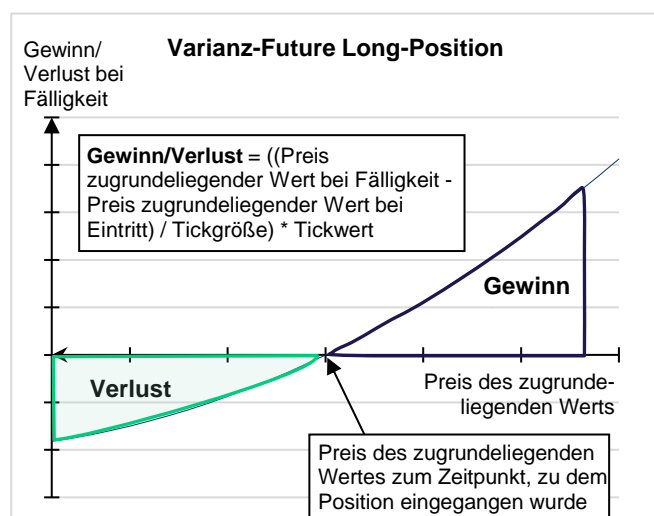 Varianz-Future Long-Position
Gewinn/
Verlust bei
Fälligkeit
Gewinn/Verlust = ((Preis
zugrundeliegender Wert bei Fälligkeit -
Preis zugrundeliegender Wert bei
Eintritt) / Tickgröße) * Tickwert
Gewinn
Verlust
Preis des zugrunde-
liegenden Werts
Preis des zugrundeliegenden
Wertes zum Zeitpunkt, zu dem
Position eingegangen wurde